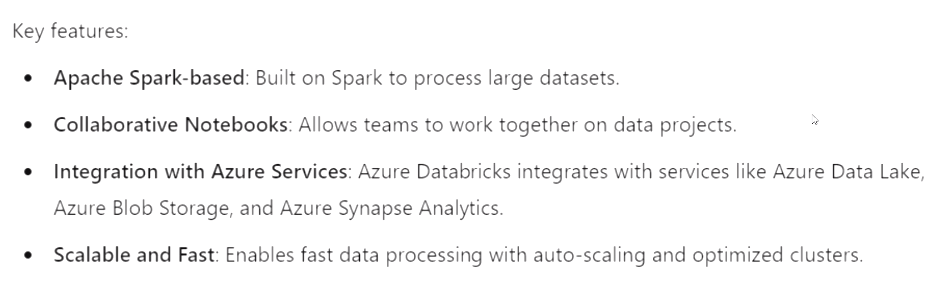 Key features:
• Apache Spark-based: Built on Spark to process large datasets.
• Collaborative Notebooks: Allows teams to work together on data projects.
• Integration with Azure Services: Azure Databricks integrates with services like Azure Data Lake,
Azure Blob Storage, and Azure Synapse Analytics.
• Scalable and Fast: Enables fast data processing with auto-scaling and optimized clusters.